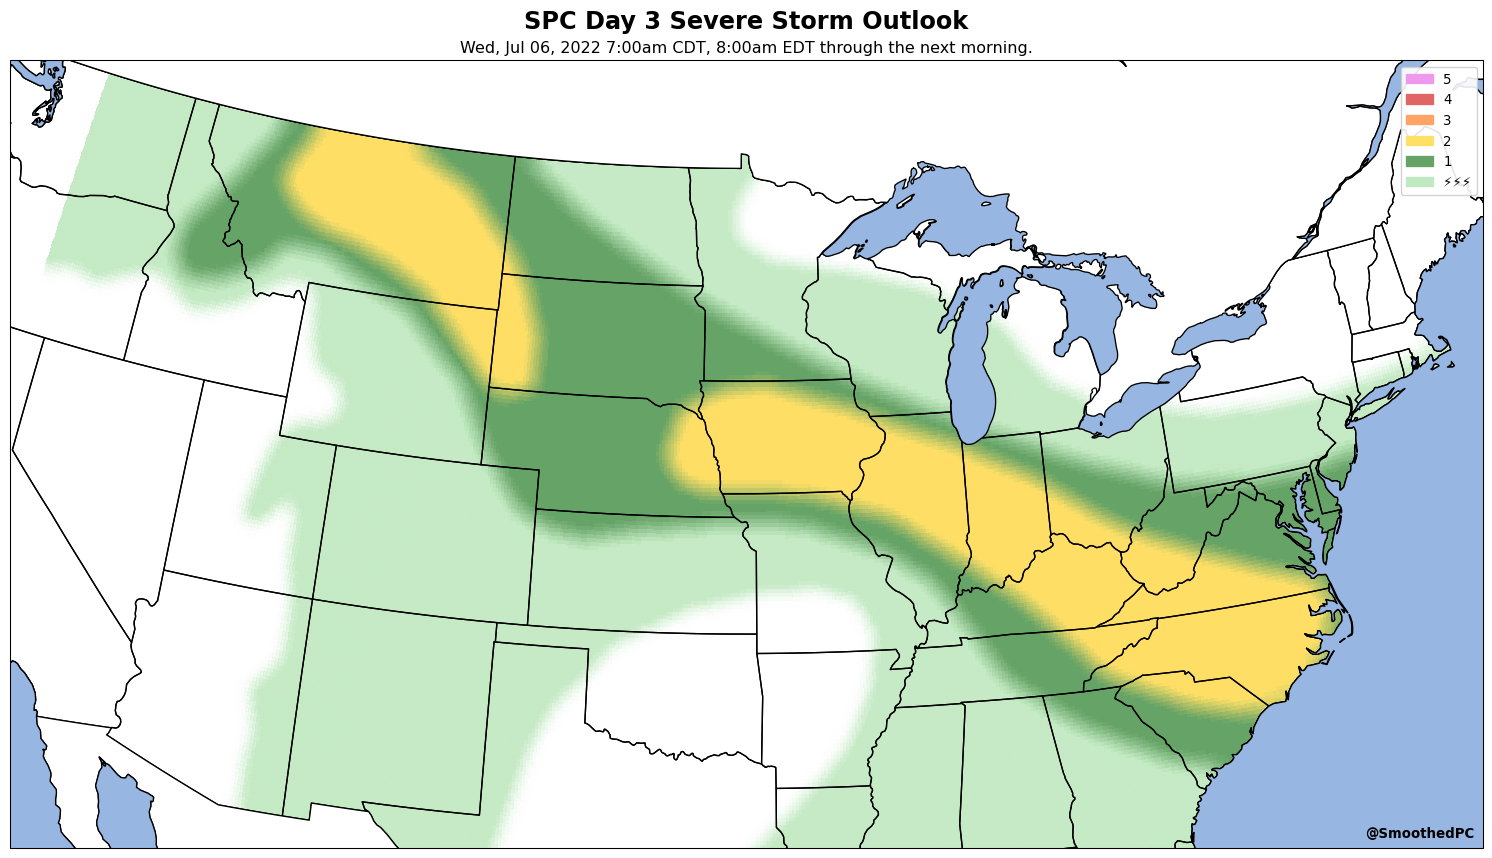 SPC Day 3 Severe Storm Outlook
Wed, Jul 06, 2022 7:00am CDT, 8:00am EDT through the next morning.
5
4
3
2
1
⚡⚡⚡
@SmoothedPC